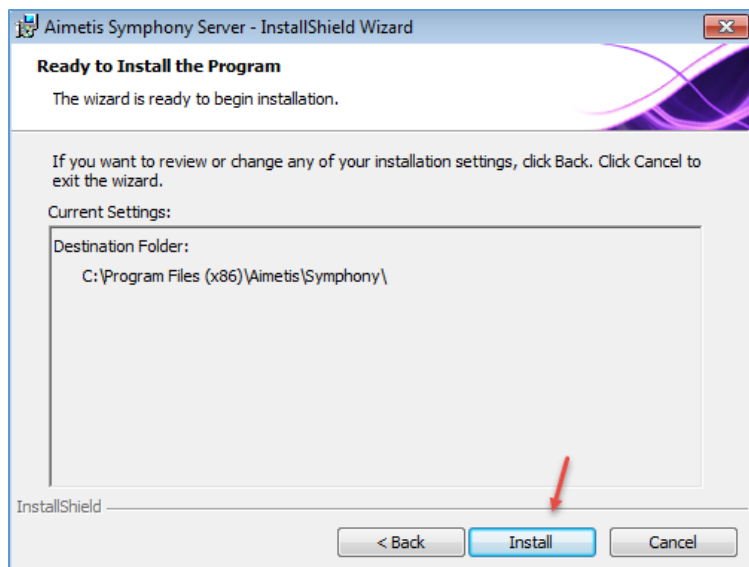 Aimetis Symphony Server - InstallShield Wizard
Ready to Install the Program
The wizard is ready to begin installation.
If you want to review or change any of your installation settings, click Back. Click Cancel to
exit the wizard.
Current Settings:
Destination Folder:
C:\Program Files (x86)\Aimetis\Symphony\
InstallShield
< Back Install Cancel